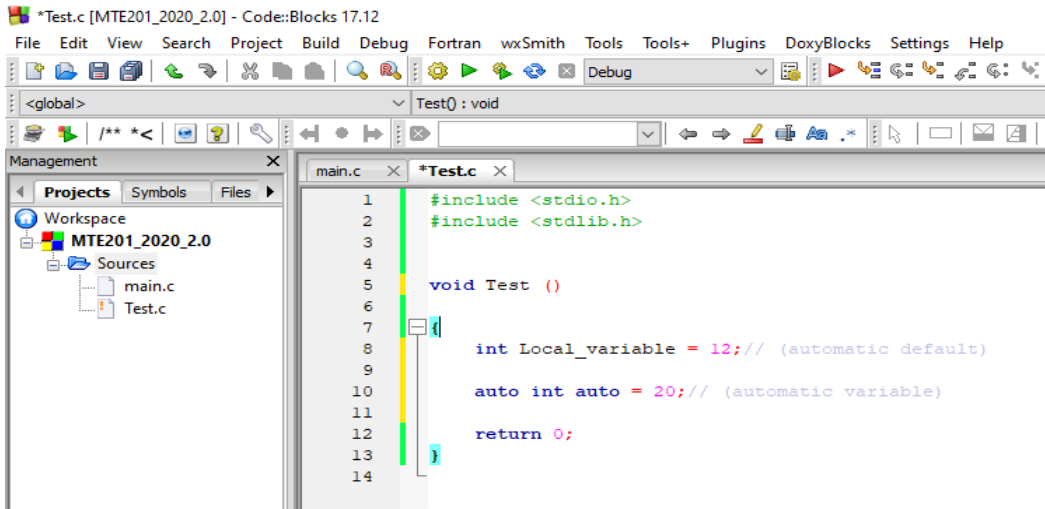 *Test.c [MTE201_2020_2.0] - Code::Blocks 17.12
File Edit View Search Project Build Debug Fortran wxSmith Tools Tools+ Plugins DoxyBlocks Settings Help
Debug
<global> Test() : void
/** *<
Management
main.c *Test.c
Projects Symbols Files
Workspace
MTE201_2020_2.0
Sources
main.c
Test.c
1 #include <stdio.h>
2 #include <stdlib.h>
3
4
5 void Test ()
6
7 {
8 int Local_variable = 12;// (automatic default)
9
10 auto int auto = 20;// (automatic variable)
11
12 return 0;
13 }
14